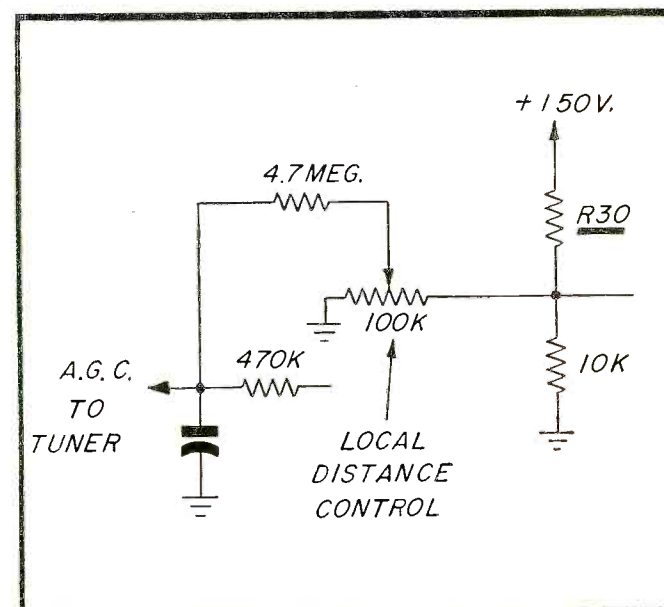 +150V.
4.7MEG.
R30
100K
470K
10K
A.G.C.
TO
TUNER
LOCAL
DISTANCE
CONTROL